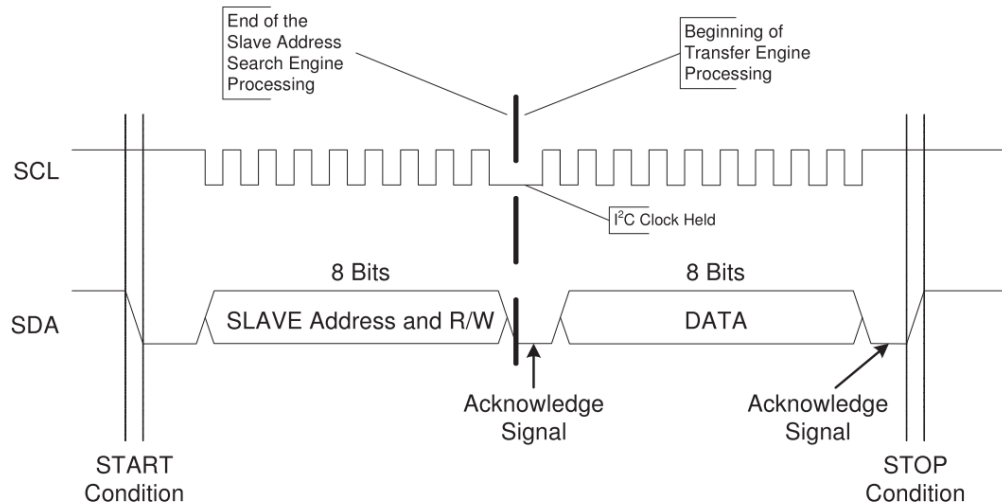 End of the
Slave Address
Search Engine
Processing
Beginning of
Transfer Engine
Processing
SCL
I²C Clock Held
8 Bits
8 Bits
SDA
SLAVE Address and R/W
DATA
Acknowledge
Signal
Acknowledge
Signal
START
Condition
STOP
Condition